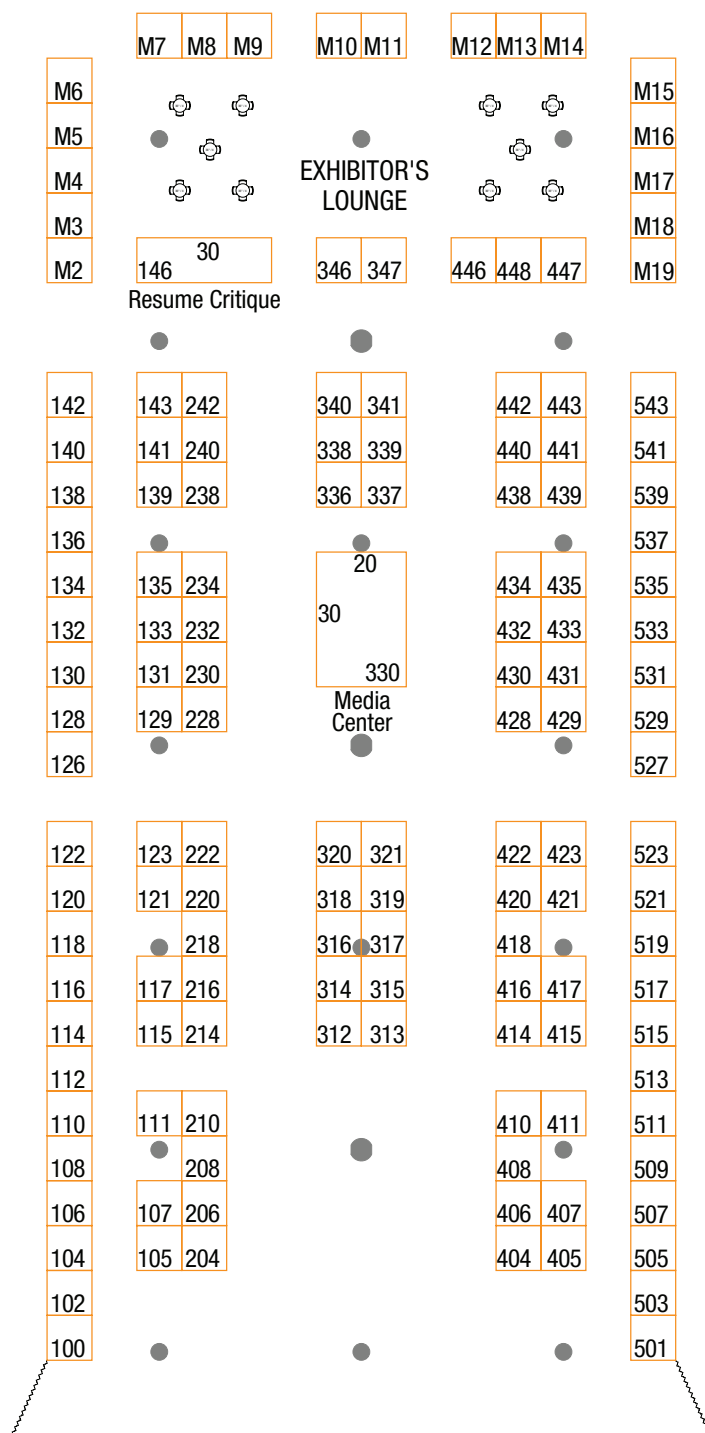 M7 M8 M9 M10 M11 M12 M13 M14
M6 M15
M5 M16
M4 EXHIBITOR'S M17
LOUNGE
M3 M18
30
M2 146 346 347 446 448 447 M19
Resume Critique
142 143 242 340 341 442 443 543
140 141 240 338 339 440 441 541
138 139 238 336 337 438 439 539
136 537
20
134 135 234 434 435 535
30
132 133 232 432 433 533
130 131 230 330 430 431 531
Media
128 129 228 428 429 529
Center
126 527
122 123 222 320 321 422 423 523
120 121 220 318 319 420 421 521
118 218 316 317 418 519
116 117 216 314 315 416 417 517
114 115 214 312 313 414 415 515
112 513
110 111 210 410 411 511
108 208 408 509
106 107 206 406 407 507
104 105 204 404 405 505
102 503
100 501